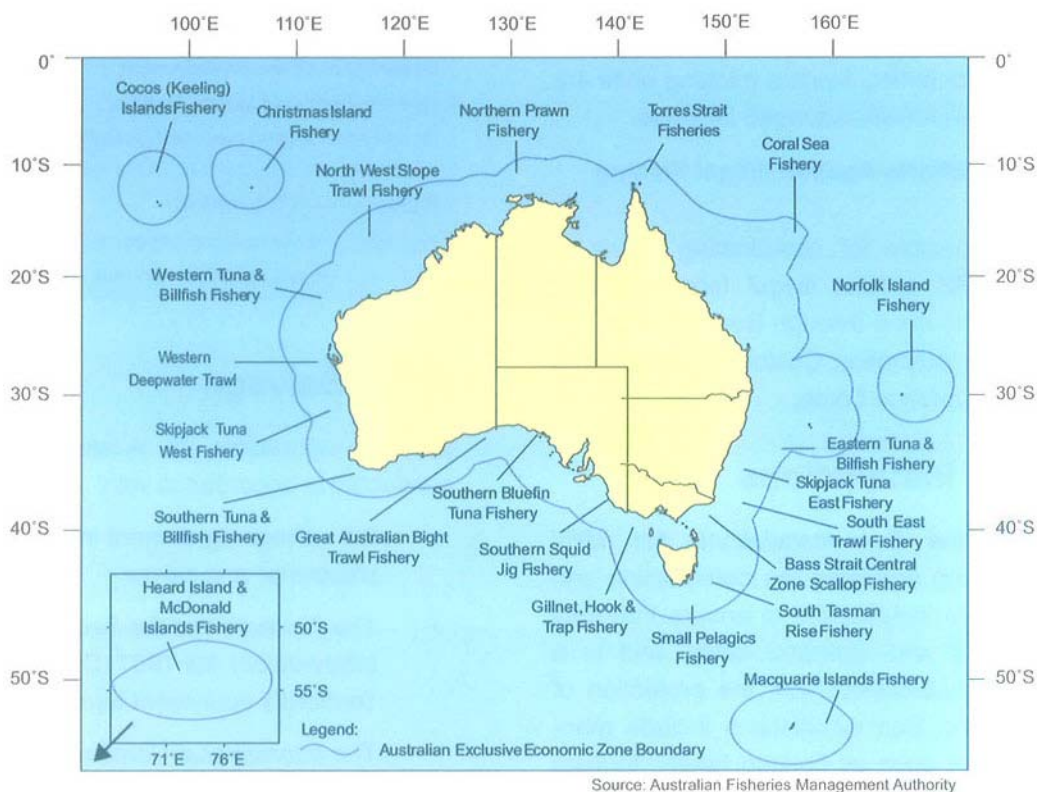 100˚E 110˚E 120˚E 130˚E 140˚E 150˚E 160˚E
0˚ 0˚
Cocos (Keeling)
Islands Fishery
Christmas Island
Fishery
Northern Prawn
Fishery
Torres Strait
Fisheries
Coral Sea
Fishery
10˚S 10˚S
North West Slope
Trawl Fishery
20˚S 20˚S
Western Tuna &
Billfish Fishery
Norfolk Island
Fishery
Western
Deepwater Trawl
30˚S 30˚S
Skipjack Tuna
West Fishery
Eastern Tuna &
Bilfish Fishery
Skipjack Tuna
East Fishery
Southern Tuna &
Billfish Fishery
Great Australian Bight
Trawl Fishery
Southern Bluefin
Tuna Fishery
Southern Squid
Jig Fishery
South East
Trawl Fishery
40˚S 40˚S
Bass Strait Central
Zone Scallop Fishery
Gillnet, Hook &
Trap Fishery
Small Pelagics
Fishery
South Tasman
Rise Fishery
Heard Island &
McDonald
Islands Fishery
50˚S
55˚S
71˚E 76˚E
50˚S 50˚S
Macquarie Islands Fishery
Legend:
Australian Exclusive Economic Zone Boundary
Source: Australian Fisheries Management Authority